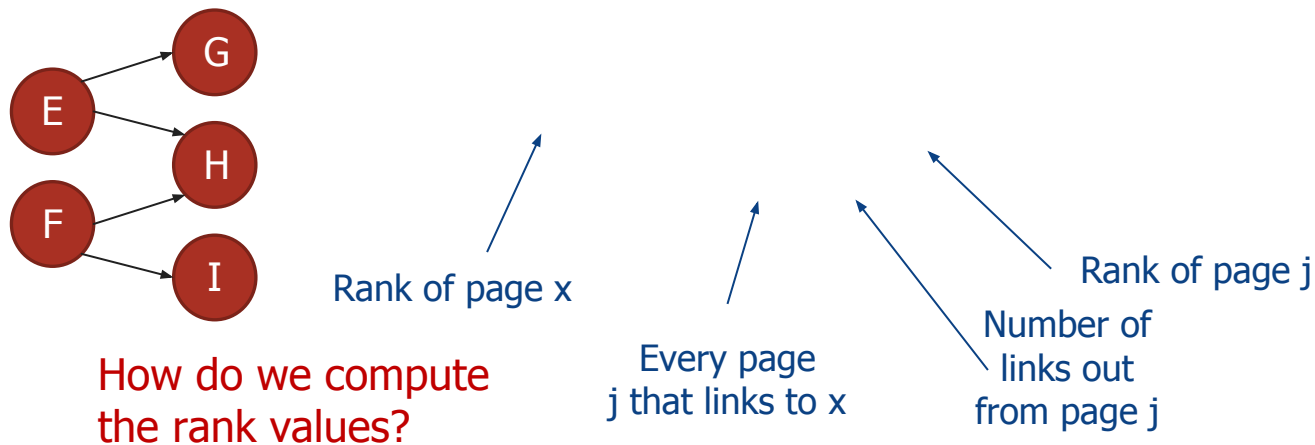 G
E
H
F
I
Rank of page x
Rank of page j
Every page
j that links to x
Number of
links out
from page j
How do we compute
the rank values?